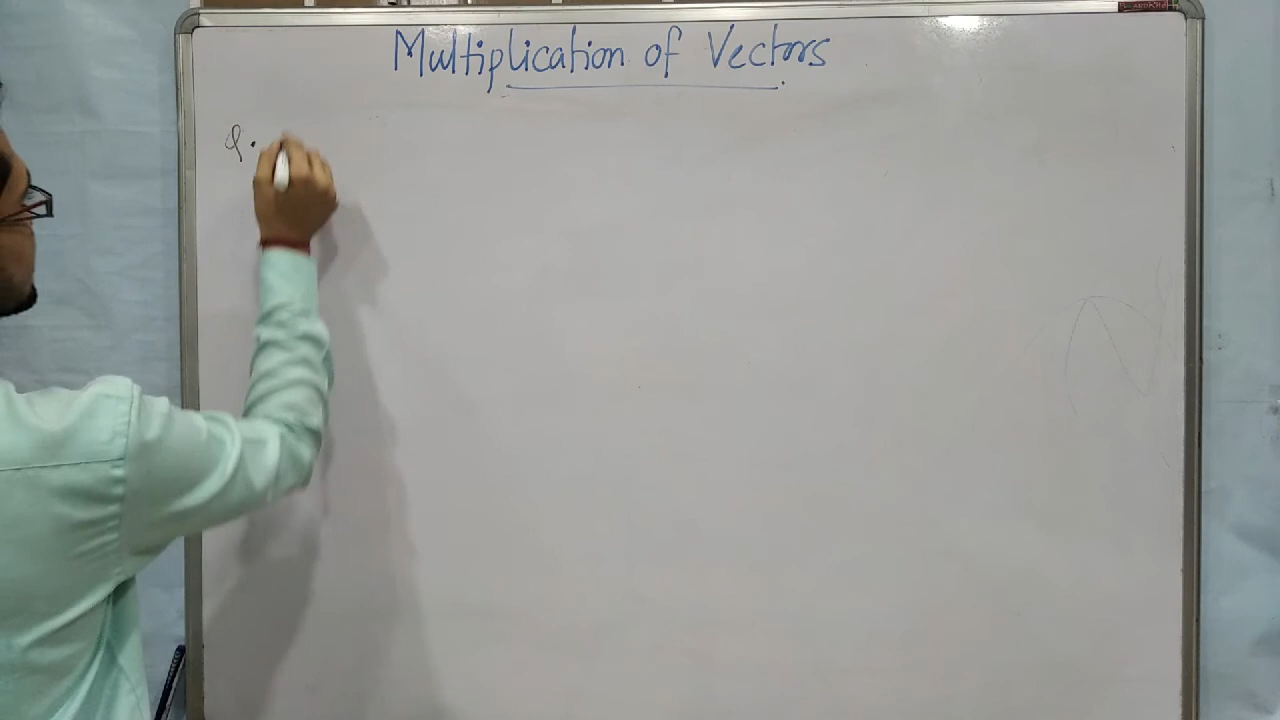 Multiplication of Vectors.
Q.